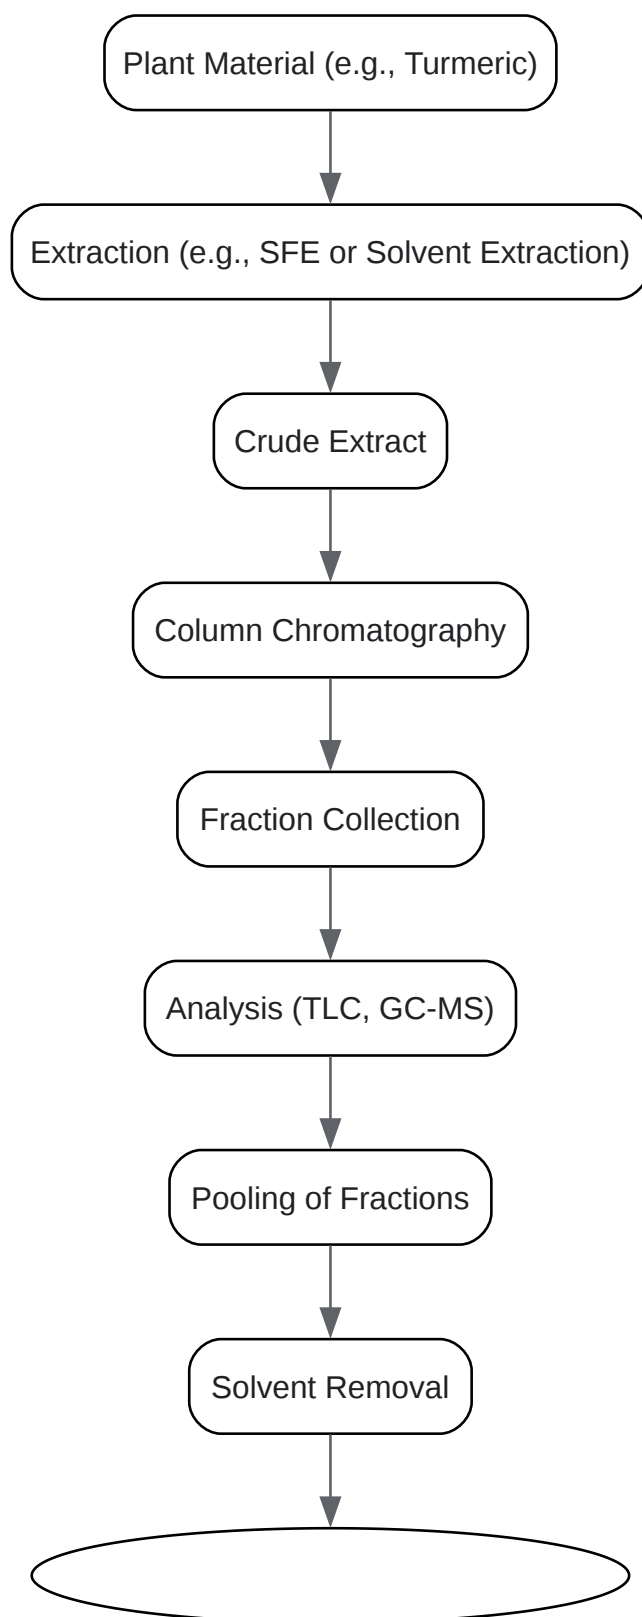 Plant Material (e.g., Turmeric)
Extraction (e.g., SFE or Solvent Extraction)
Crude Extract
Column Chromatography
Fraction Collection
Analysis (TLC, GC-MS)
Pooling of Fractions
Solvent Removal